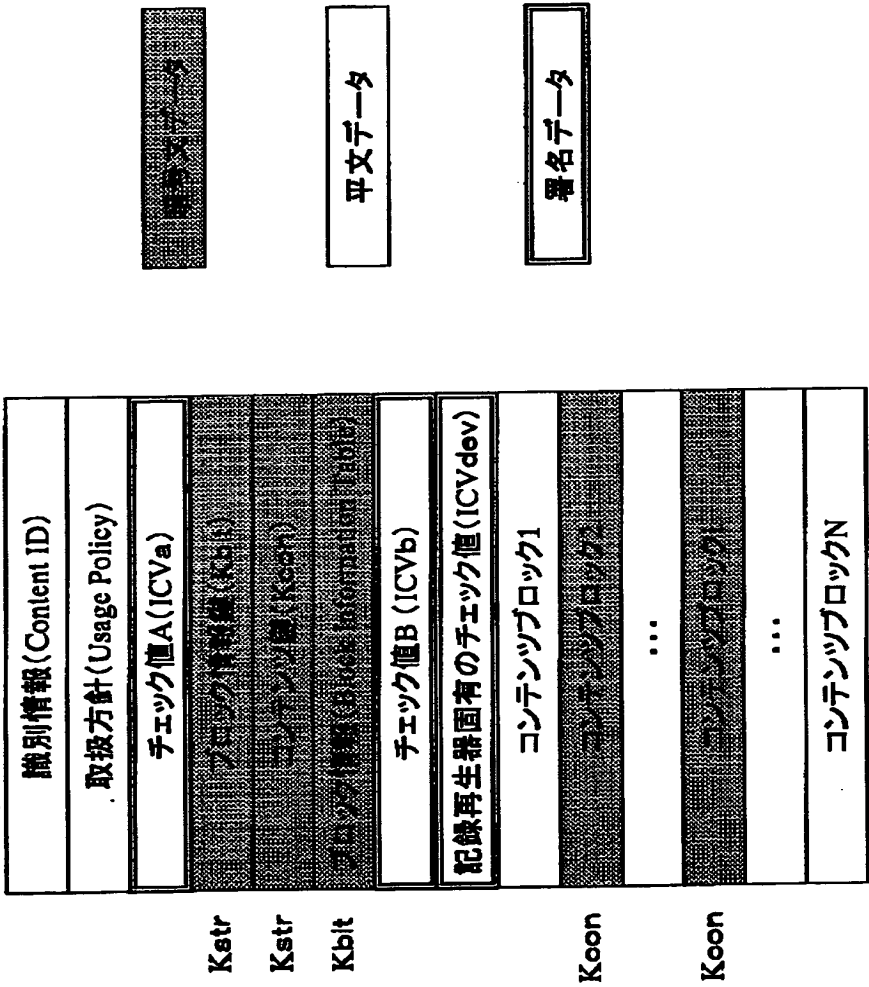 識別情報(Content ID)
取扱方針(Usage Policy)
チェック値A(ICVa)
Kstr ブロック情報鍵(Kbit)
Kstr コンテンツ鍵(Kcon)
Kbit ブロック情報(Block Information Table)
チェック値B(ICVb)
記録再生器固有のチェック値(ICVdev)
コンテンツブロック1
Kcon コンテンツブロック2
...
Kcon コンテンツブロック
...
コンテンツブロックN
暗号文データ
平文データ
署名データ